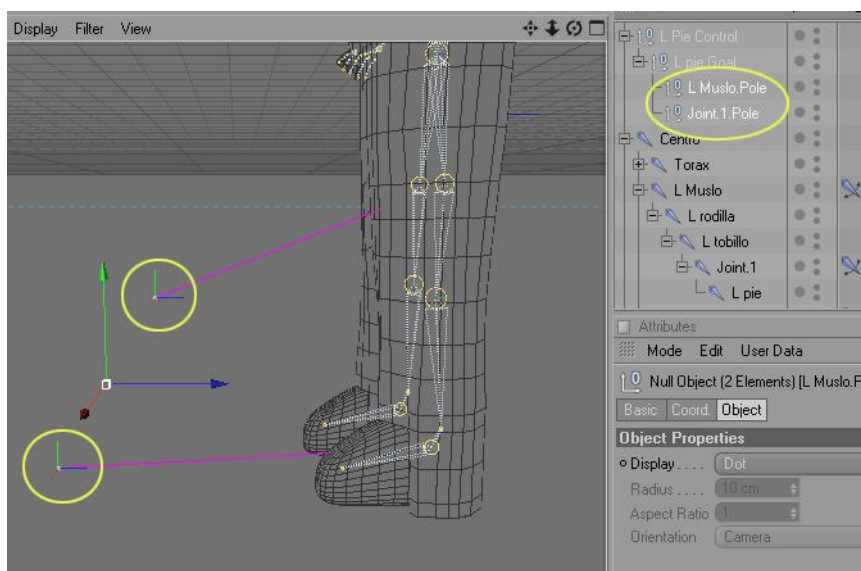 Display Filter View
L Pie Control
L pie Goal
L Muslo.Pole
Joint.1.Pole
Centro
Torax
L Muslo
L rodilla
L tobillo
Joint.1
L pie
Attributes
Mode Edit User Data
Null Object (2 Elements) [L Muslo.P
Basic Coord. Object
Object Properties
Display. . . . Dot
Radius . . . . 10 cm
Aspect Ratio 1
Orientation Camera